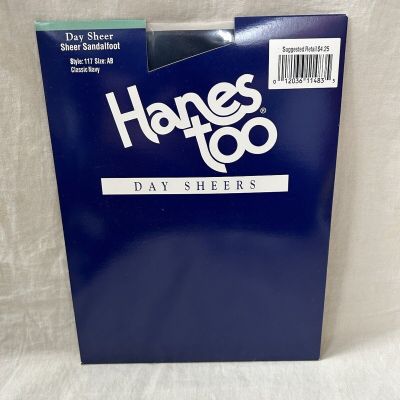 Day Sheer
Sheer Sandalfoot
Style: 117 Size: AB
Classic Navy
Suggested Retail $4.25
0 12036 11483 5
Hanes
too®
DAY SHEERS